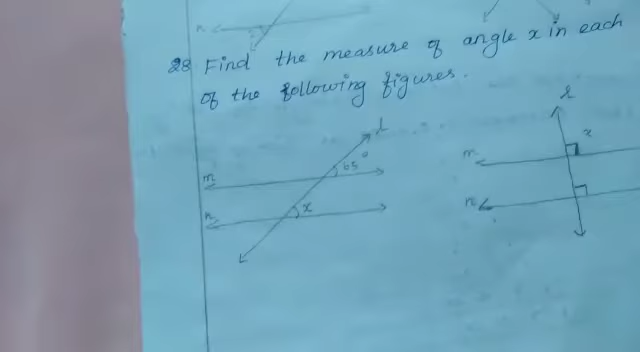 n
28 Find the measure of angle x in each
of the following figures.
l
65°
m
n
x
l
x
m
n